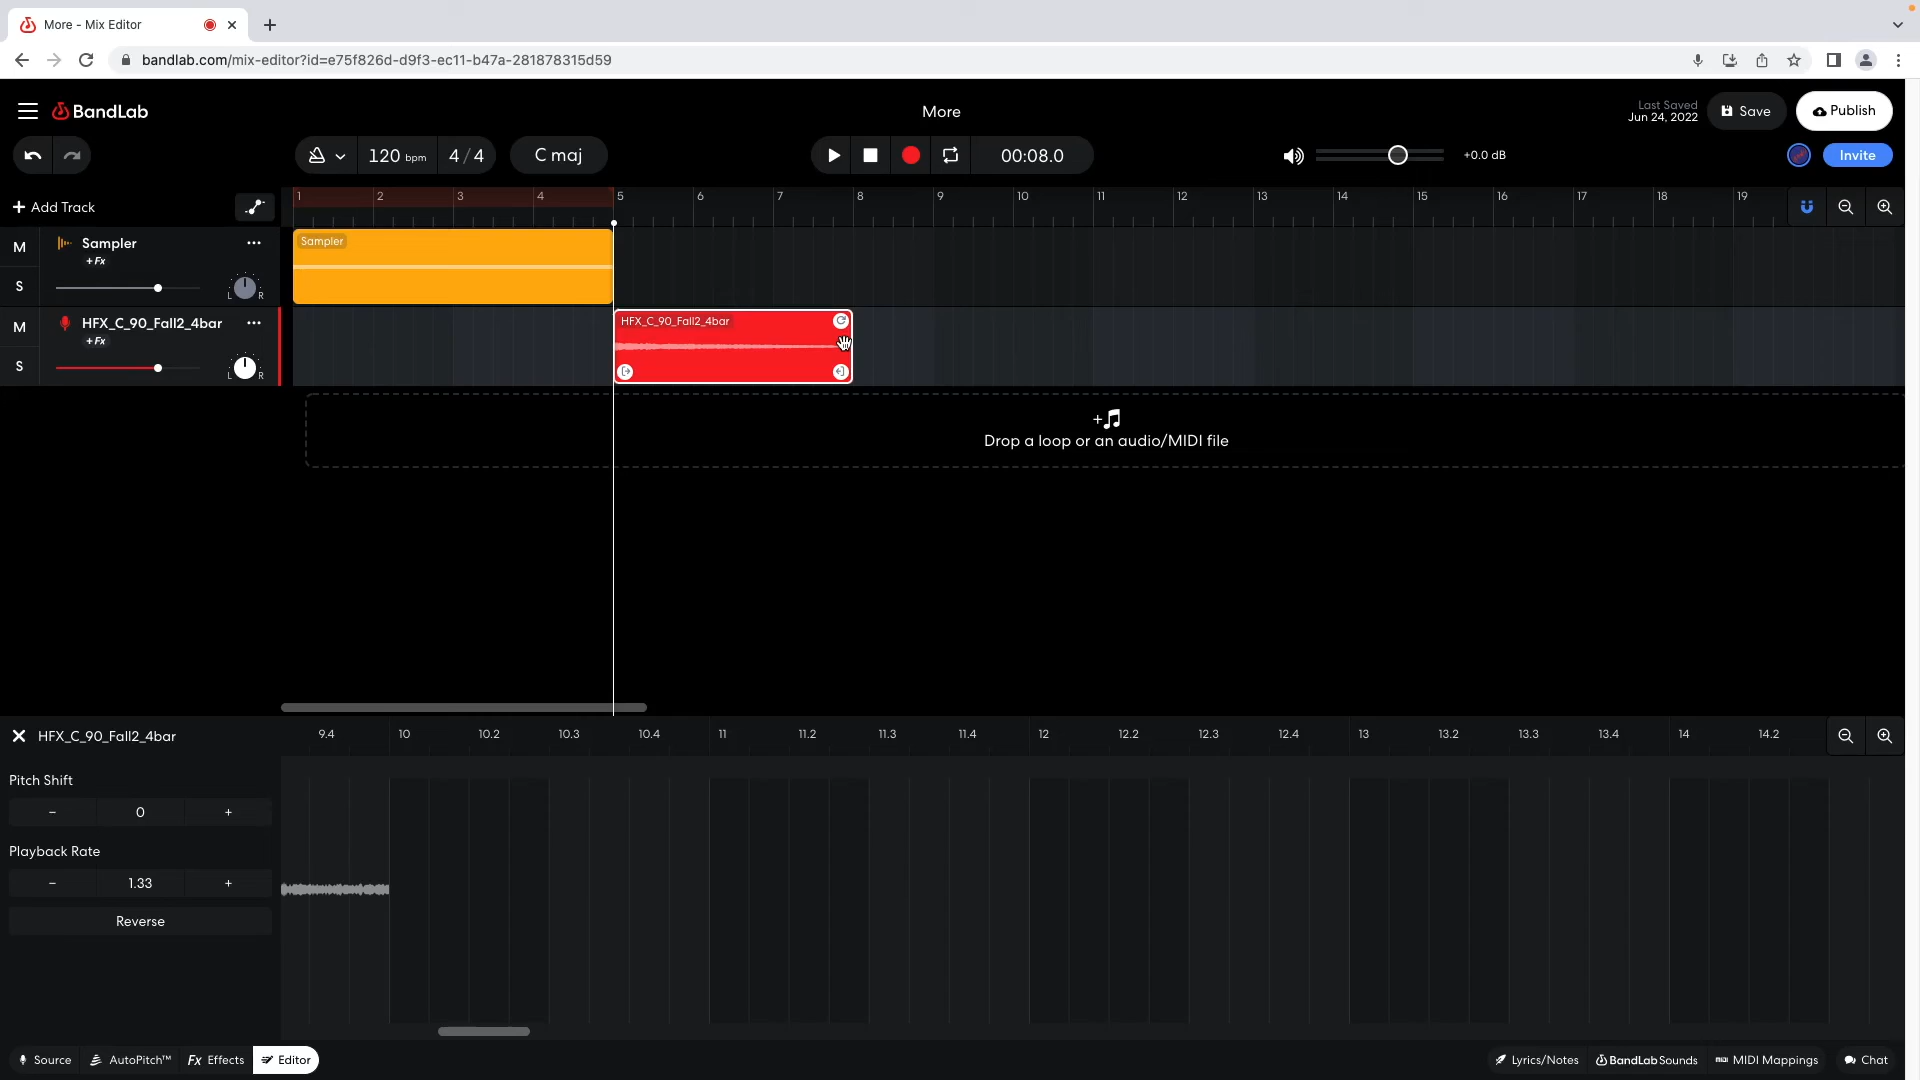 More - Mix Editor
bandlab.com/mix-editor?id=e75f826d-d9f3-ec11-b47a-281878315d59
BandLab
More
Last Saved
Jun 24, 2022
Save
Publish
120 bpm
4 / 4
C maj
00:08.0
+0.0 dB
Invite
+ Add Track
1 2 3 4 5 6 7 8 9 10 11 12 13 14 15 16 17 18 19
M
Sampler
+Fx
S
L R
Sampler
M
HFX_C_90_Fall2_4bar
+Fx
S
L R
HFX_C_90_Fall2_4bar
Drop a loop or an audio/MIDI file
HFX_C_90_Fall2_4bar
9.4 10 10.2 10.3 10.4 11 11.2 11.3 11.4 12 12.2 12.3 12.4 13 13.2 13.3 13.4 14 14.2
Pitch Shift
- 0 +
Playback Rate
- 1.33 +
Reverse
Source
AutoPitch™
Fx Effects
Editor
Lyrics/Notes
BandLab Sounds
MIDI MIDI Mappings
Chat